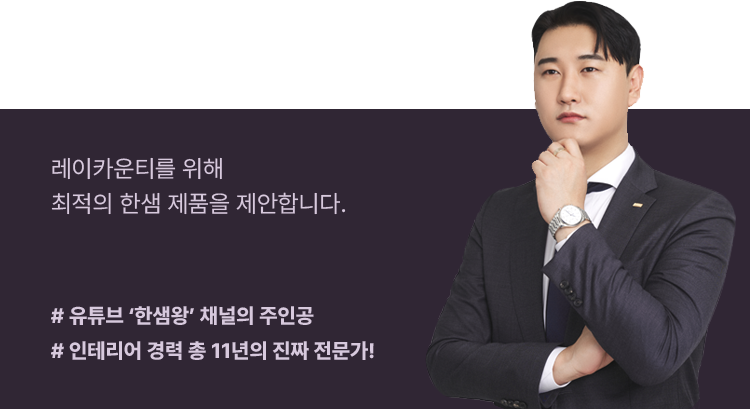 레이카운티를 위해
최적의 한샘 제품을 제안합니다.
# 유튜브 ‘한샘왕’ 채널의 주인공
# 인테리어 경력 총 11년의 진짜 전문가!